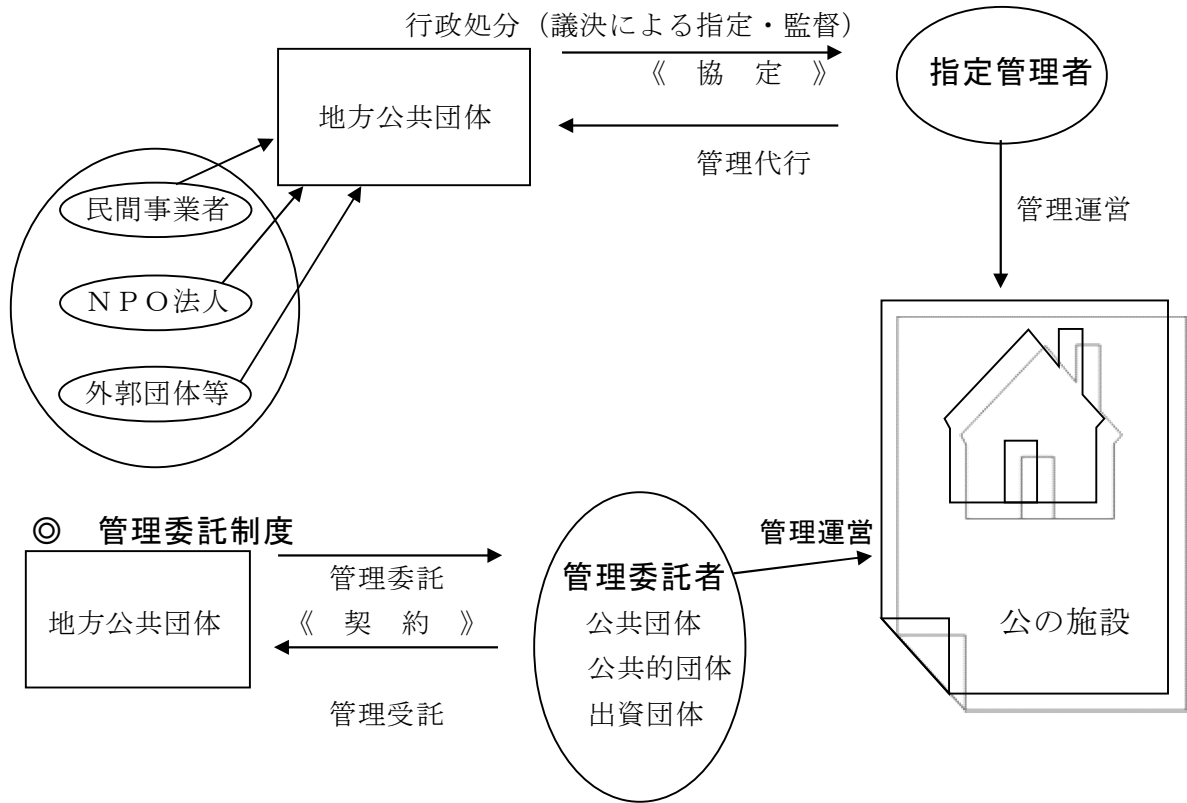 行政処分（議決による指定・監督）
《　協　定　》
指定管理者
地方公共団体
管理代行
民間事業者
管理運営
ＮＰＯ法人
外郭団体等
◎　管理委託制度
管理運営
管理委託
管理委託者
地方公共団体
《　契　約　》
公共団体
公の施設
公共的団体
管理受託
出資団体